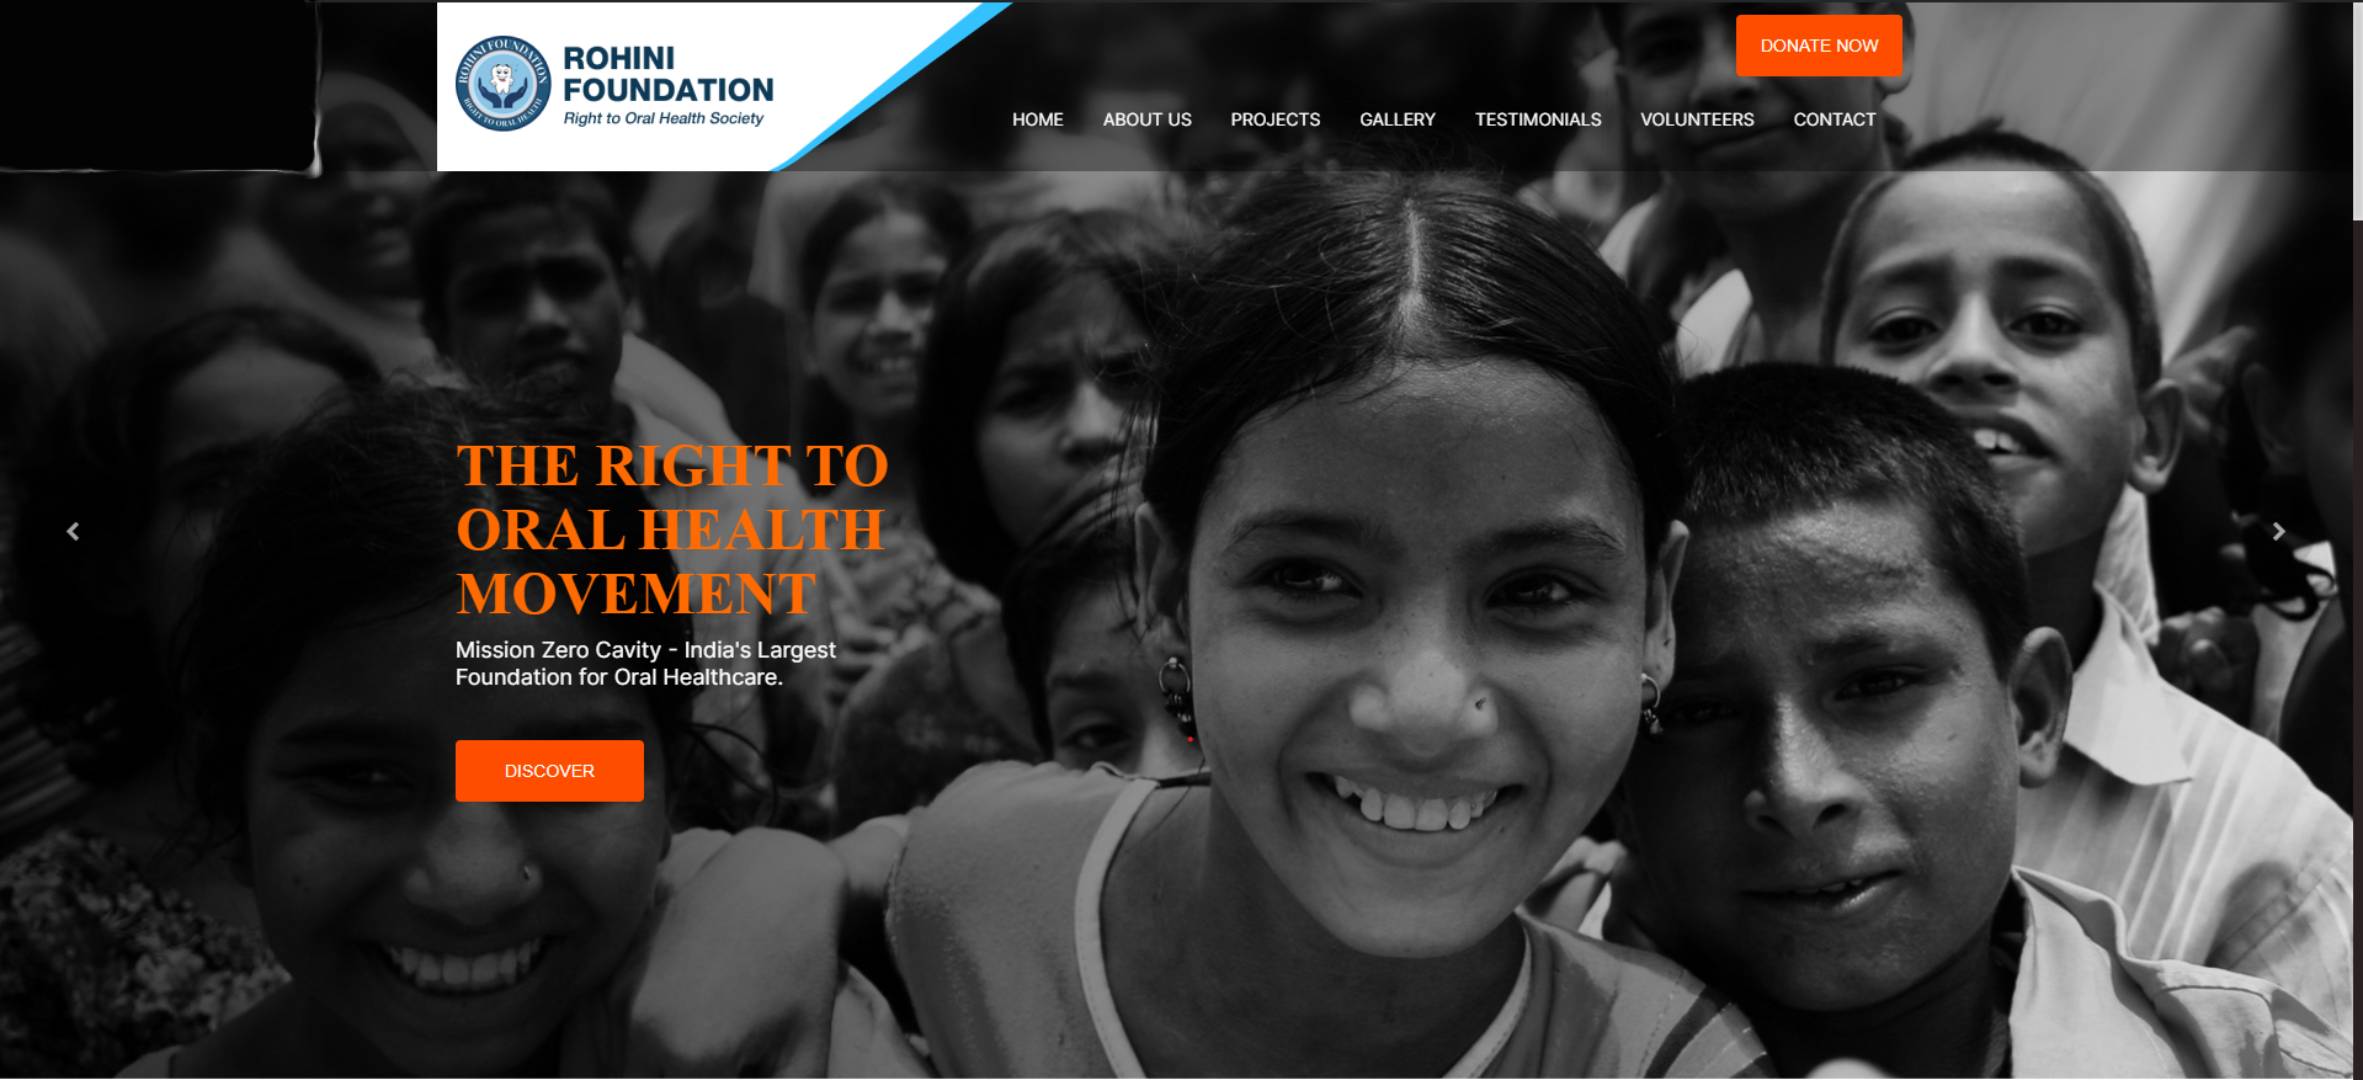 ROHINI FOUNDATION
RIGHT TO ORAL HEALTH
ROHINI
FOUNDATION
Right to Oral Health Society
DONATE NOW
HOME ABOUT US PROJECTS GALLERY TESTIMONIALS VOLUNTEERS CONTACT
THE RIGHT TO
ORAL HEALTH
MOVEMENT
Mission Zero Cavity - India's Largest
Foundation for Oral Healthcare.
DISCOVER